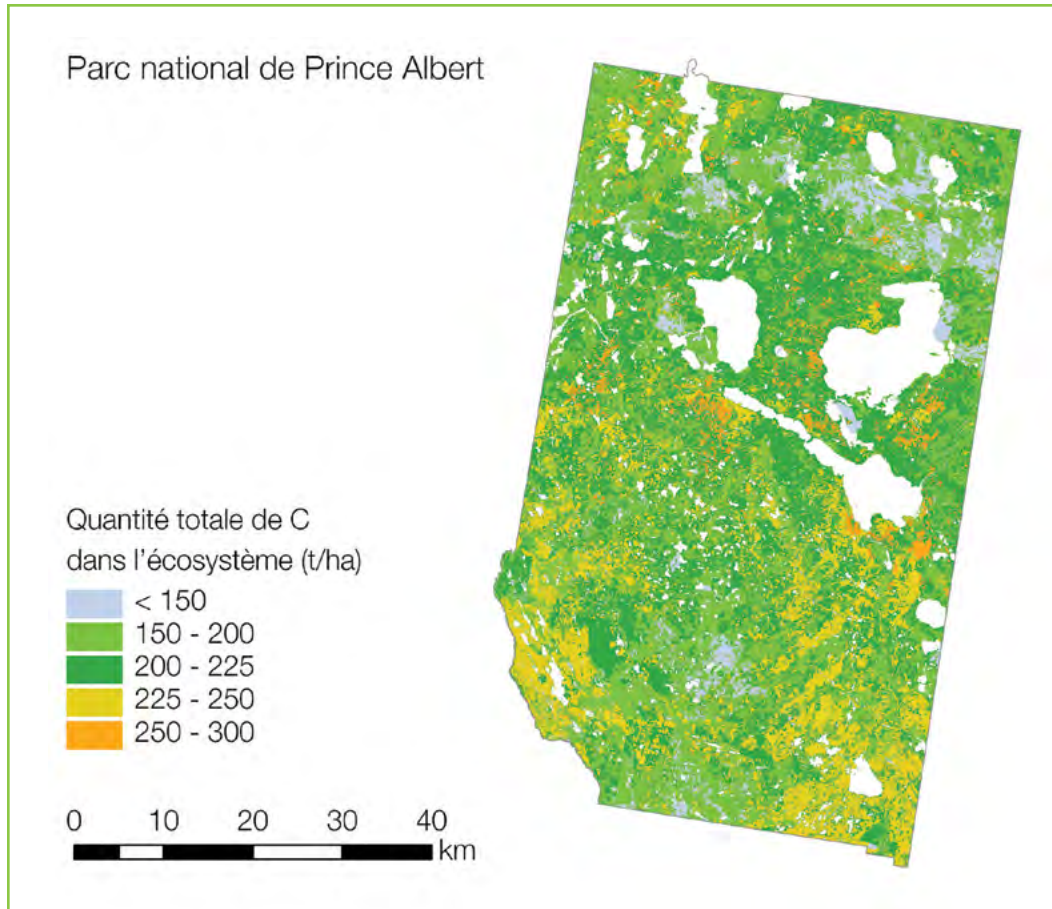 Parc national de Prince Albert
Quantité totale de C
dans l'écosystème (t/ha)
< 150
150 - 200
200 - 225
225 - 250
250 - 300
0 10 20 30 40
km